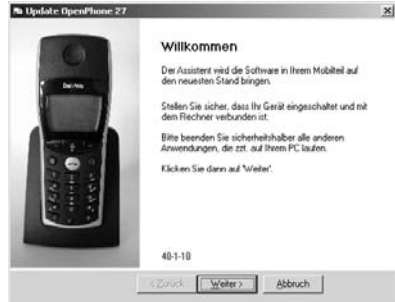 Update OpenPhone 27
Willkommen
Der Assistent wird die Software in Ihrem Mobilteil auf
den neuesten Stand bringen.
Stellen Sie sicher, dass Ihr Gerät eingeschaltet und mit
dem Rechner verbunden ist.
Bitte beenden Sie sicherheitshalber alle anderen
Anwendungen, die zzt. auf Ihrem PC laufen.
Klicken Sie dann auf 'Weiter'.
40-1-10
< Zurück
Weiter >
Abbruch